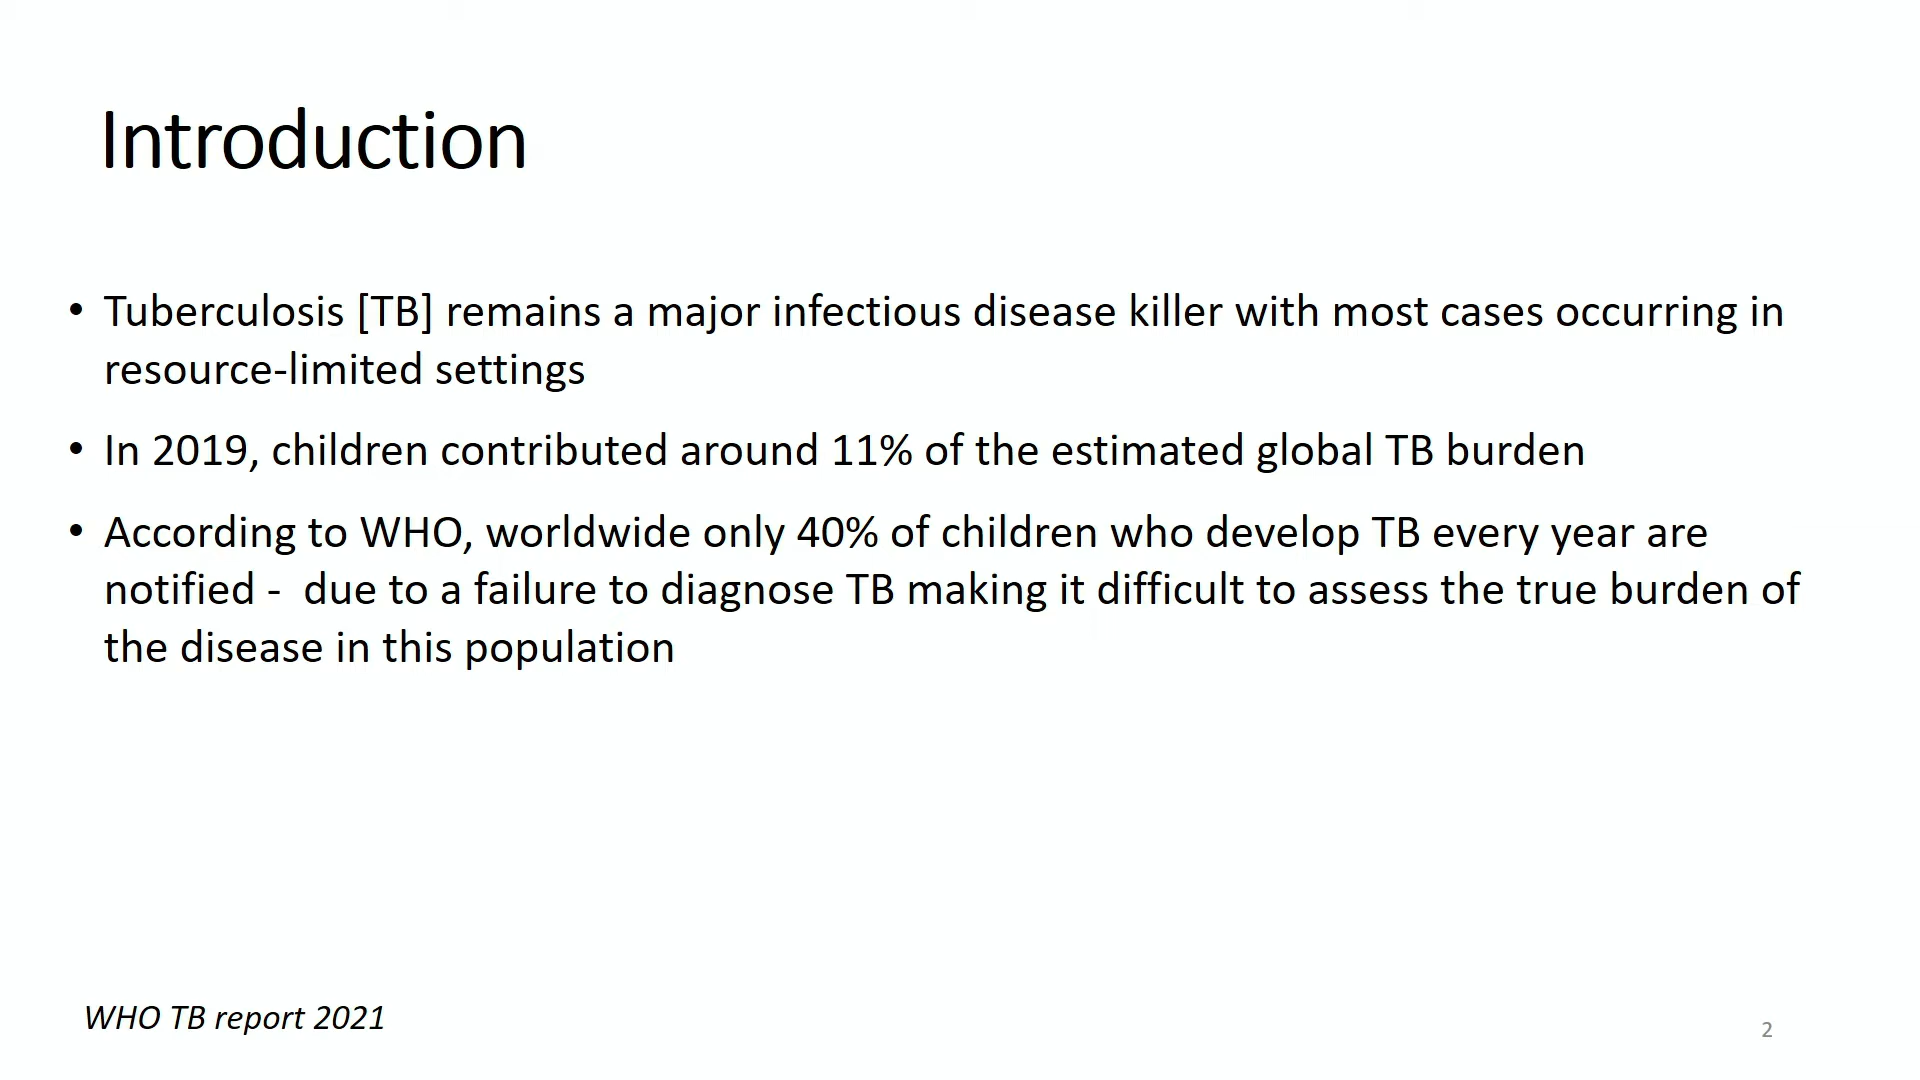 Introduction
• Tuberculosis [TB] remains a major infectious disease killer with most cases occurring in
resource-limited settings
• In 2019, children contributed around 11% of the estimated global TB burden
• According to WHO, worldwide only 40% of children who develop TB every year are
notified -  due to a failure to diagnose TB making it difficult to assess the true burden of
the disease in this population
WHO TB report 2021
2